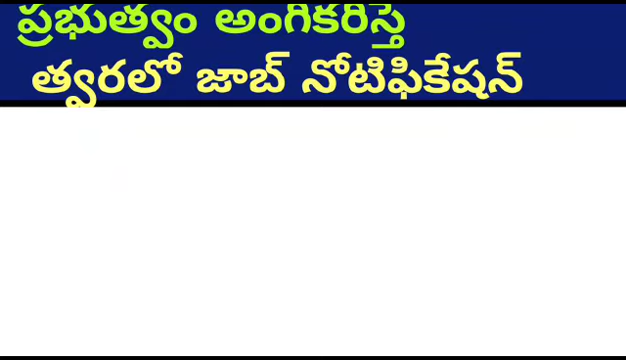 ప్రభుత్వం అంగికరిస్తే
త్వరలో జాబ్ నోటిఫికేషన్